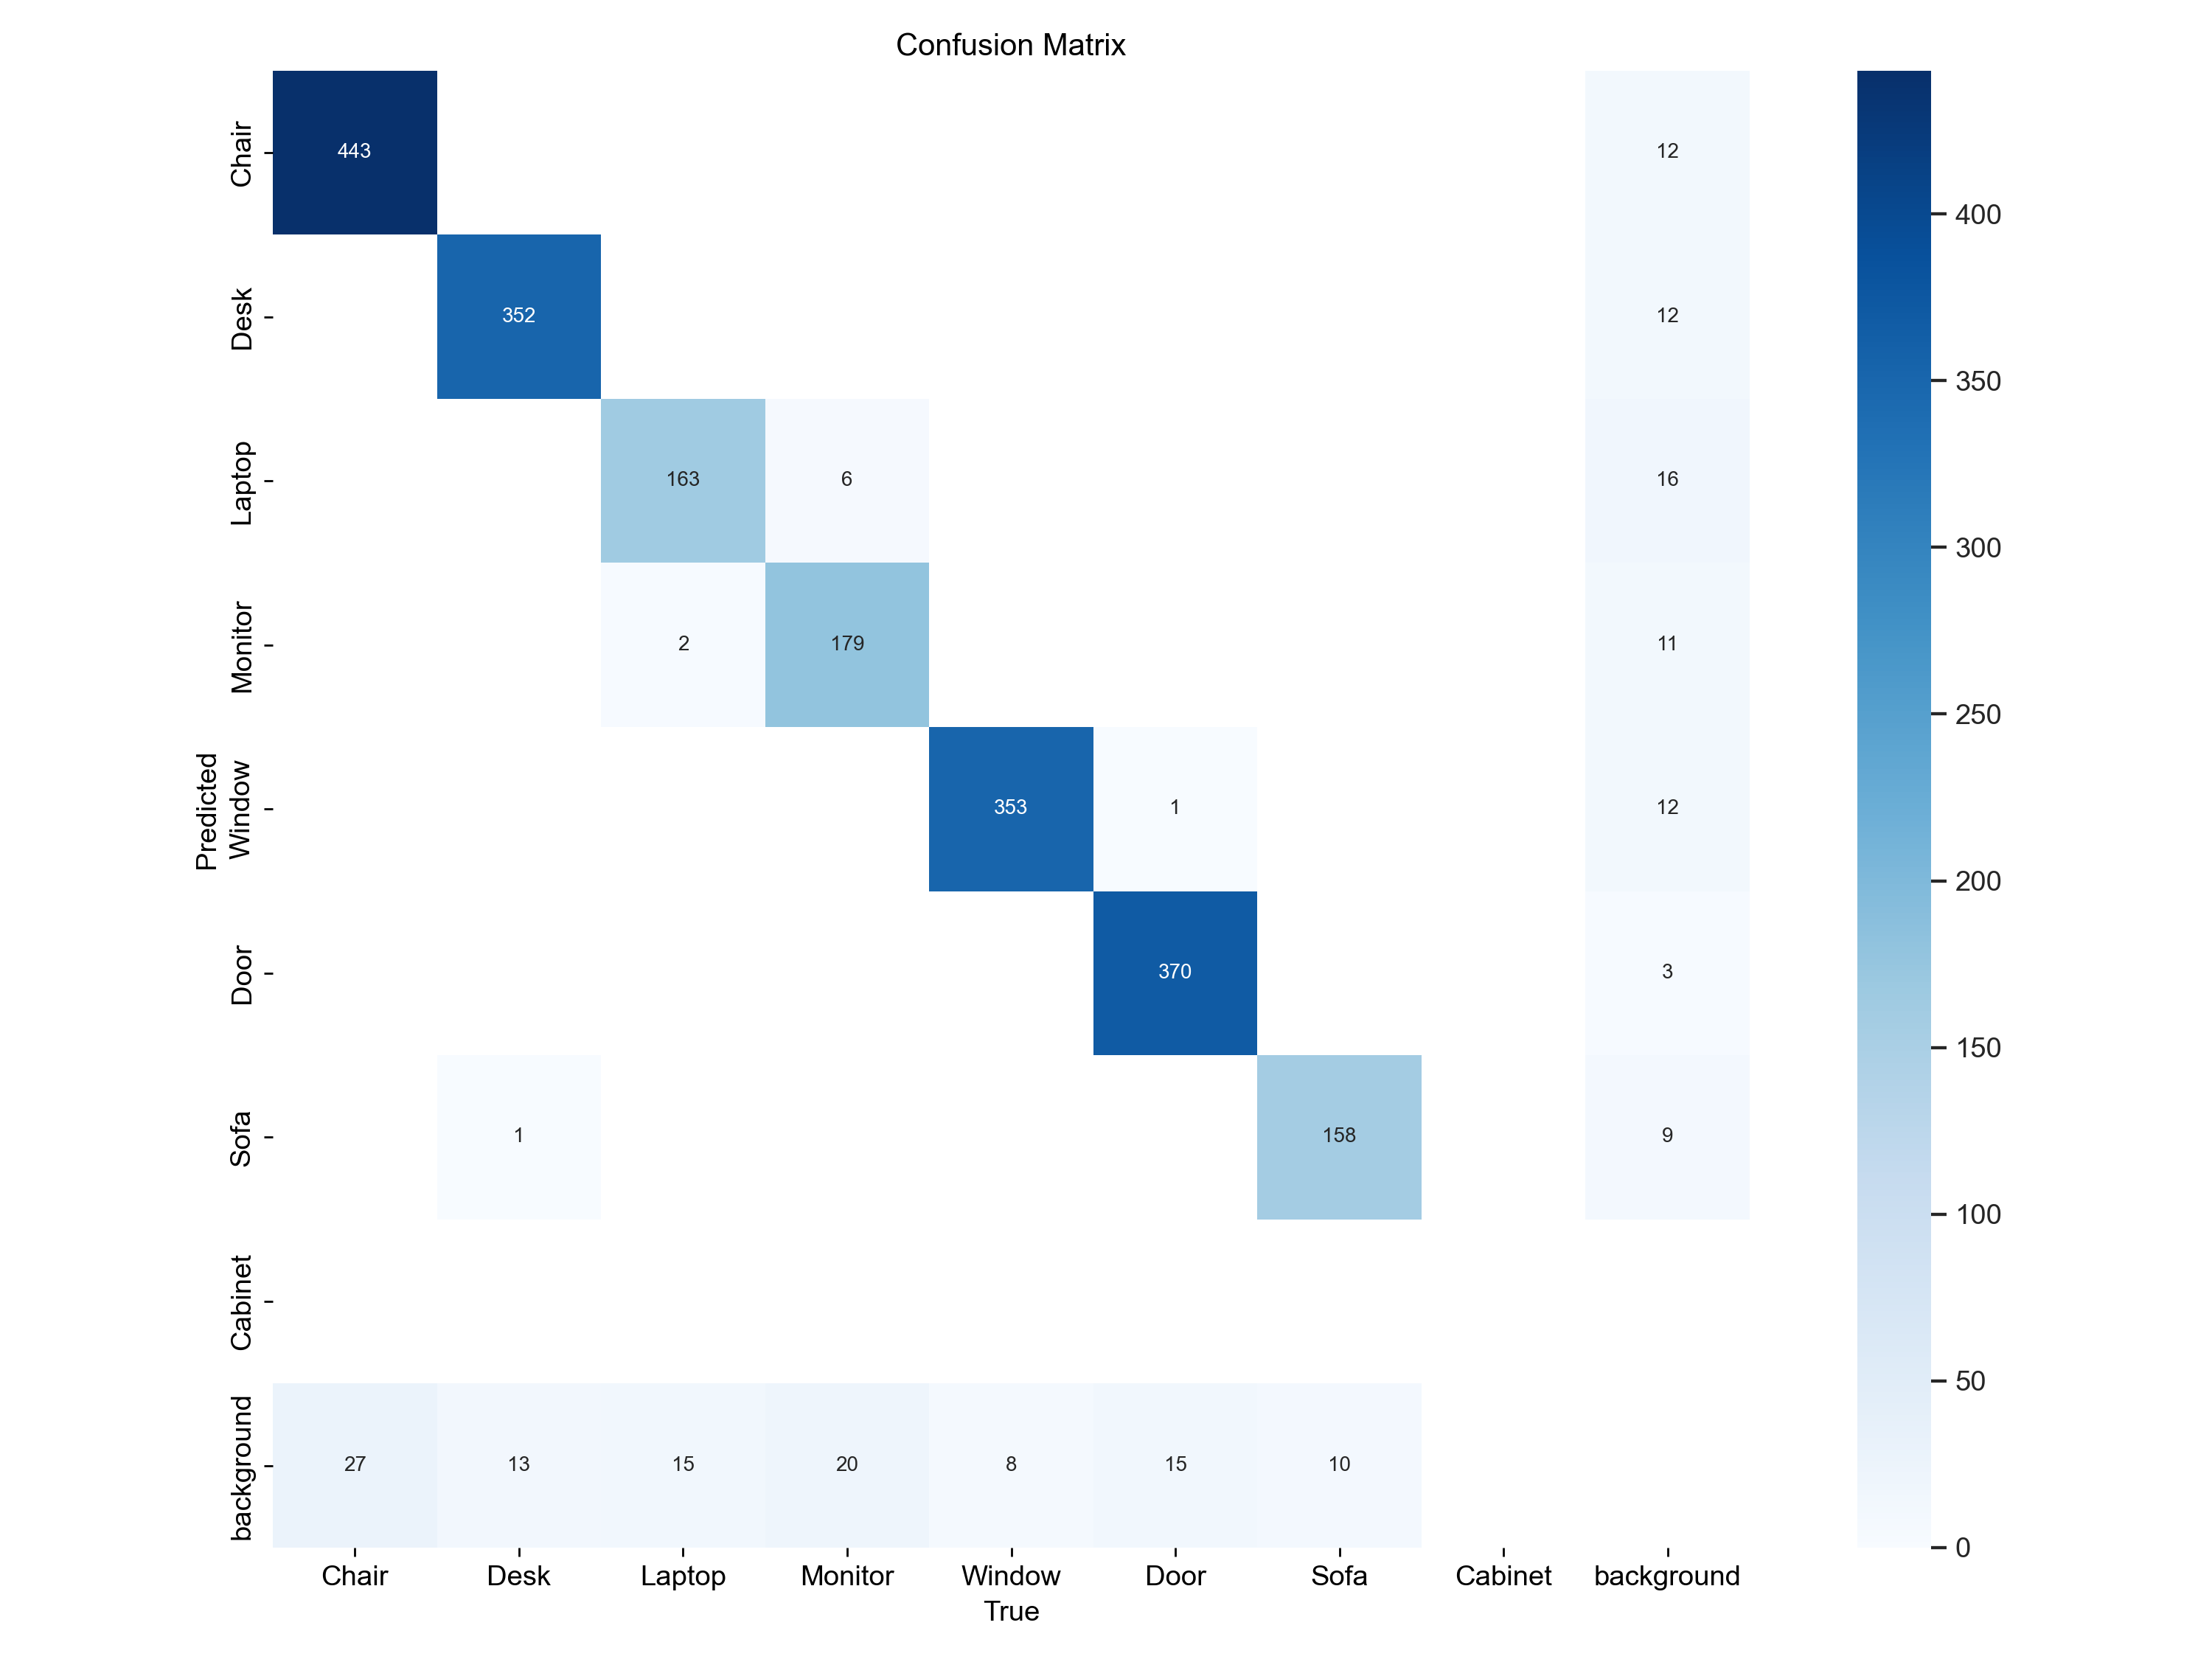 Confusion Matrix
Chair 443 12
Desk 352 12
Laptop 163 6 16
Monitor 2 179 11
Predicted
Window 353 1 12
Door 370 3
Sofa 1 158 9
Cabinet
background 27 13 15 20 8 15 10
Chair Desk Laptop Monitor Window Door Sofa Cabinet background
True
400
350
300
250
200
150
100
50
0